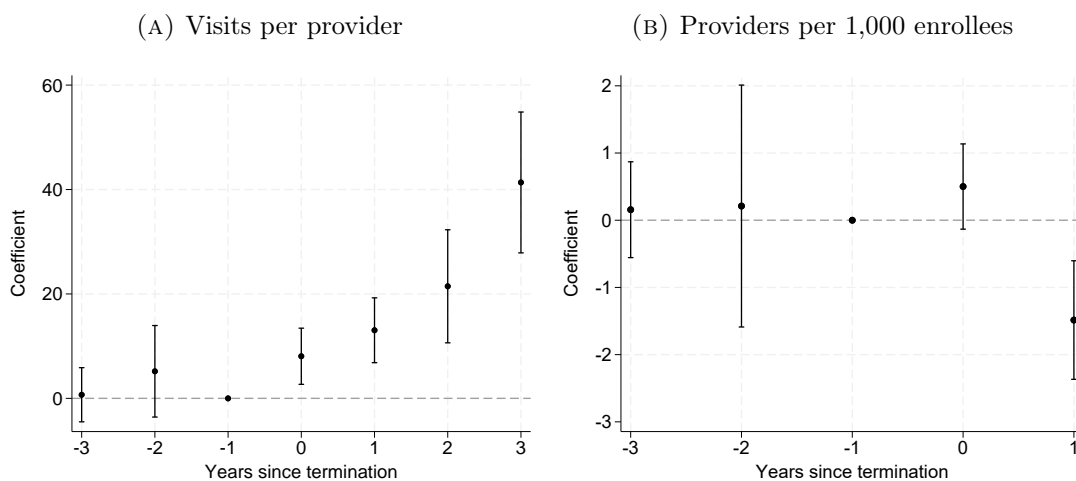 (A) Visits per provider
60
40
20
0
Coefficient
-3 -2 -1 0 1 2 3
Years since termination
(B) Providers per 1,000 enrollees
2
1
0
-1
-2
-3
Coefficient
-3 -2 -1 0 1
Years since termination